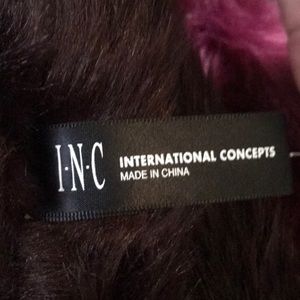 I·N·C
INTERNATIONAL CONCEPTS
MADE IN CHINA